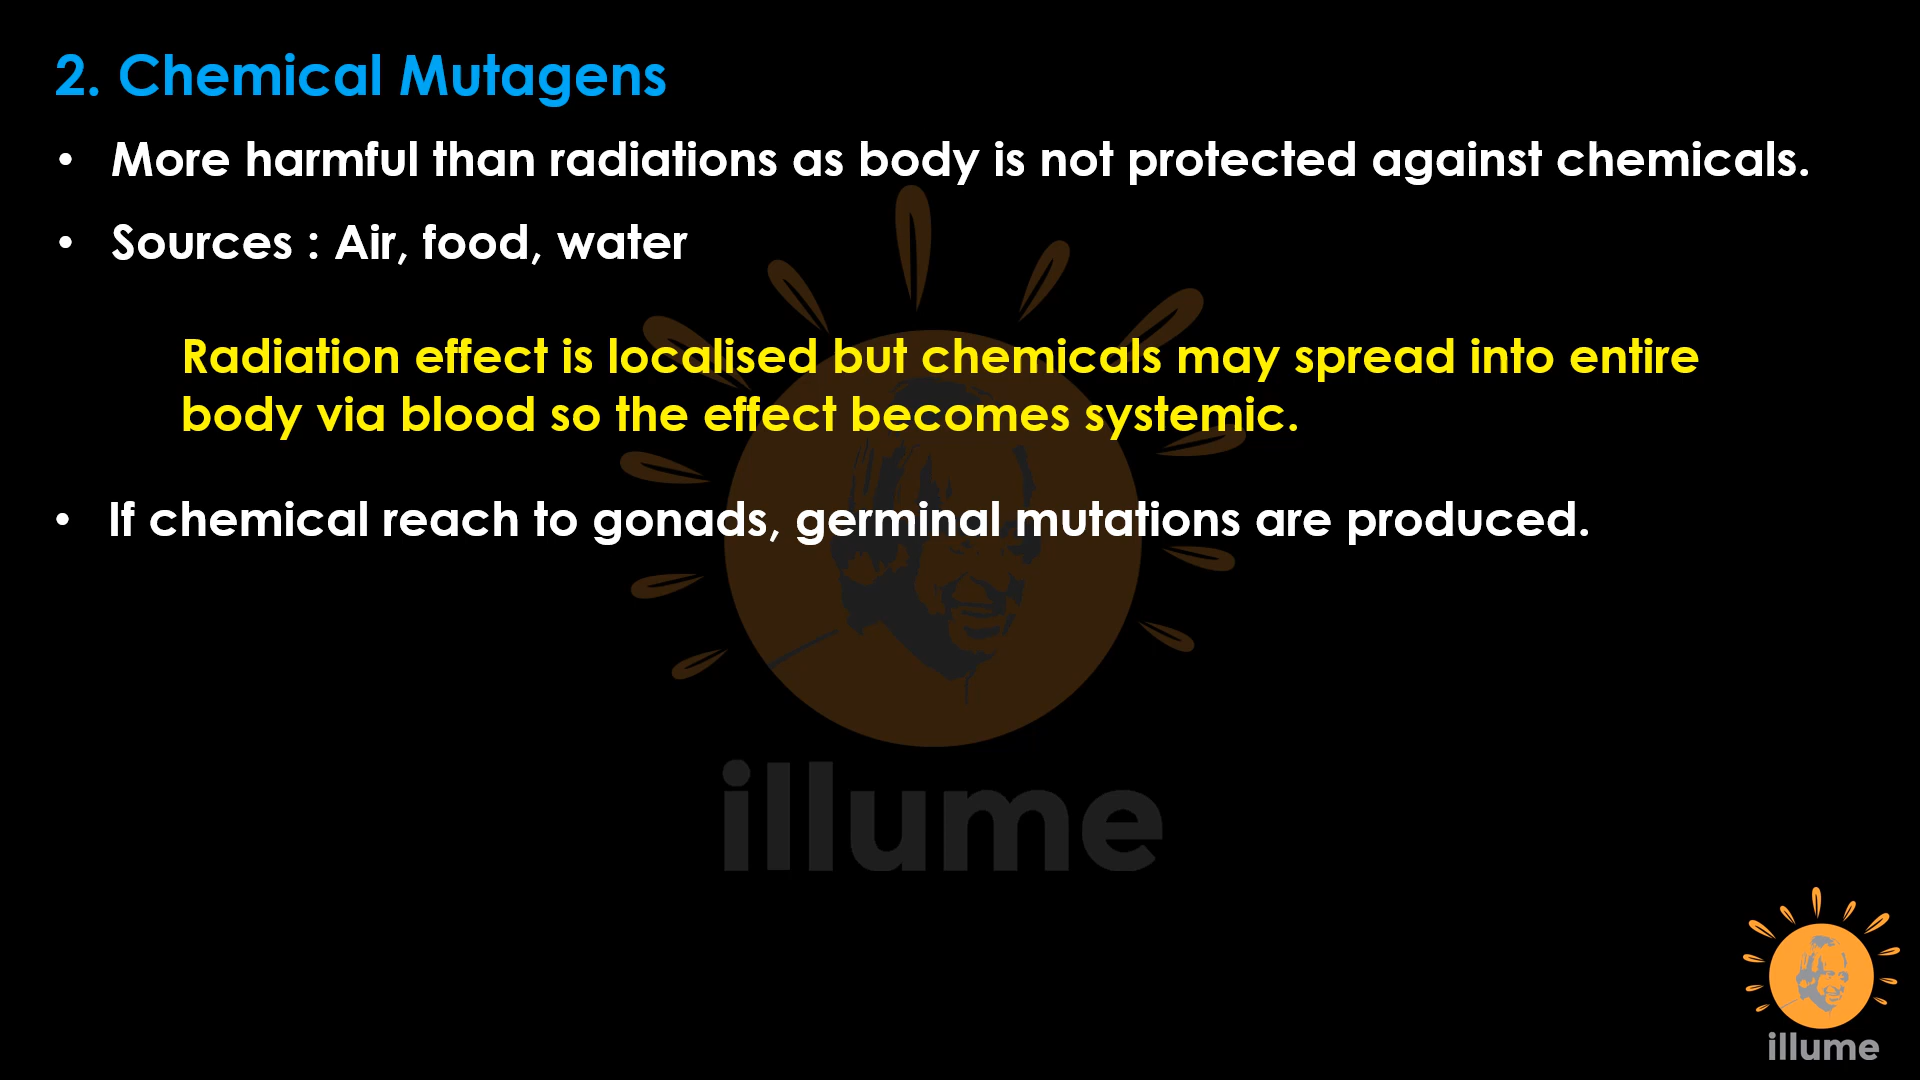 2. Chemical Mutagens
• More harmful than radiations as body is not protected against chemicals.
• Sources : Air, food, water
Radiation effect is localised but chemicals may spread into entire
body via blood so the effect becomes systemic.
• If chemical reach to gonads, germinal mutations are produced.
illume
illume